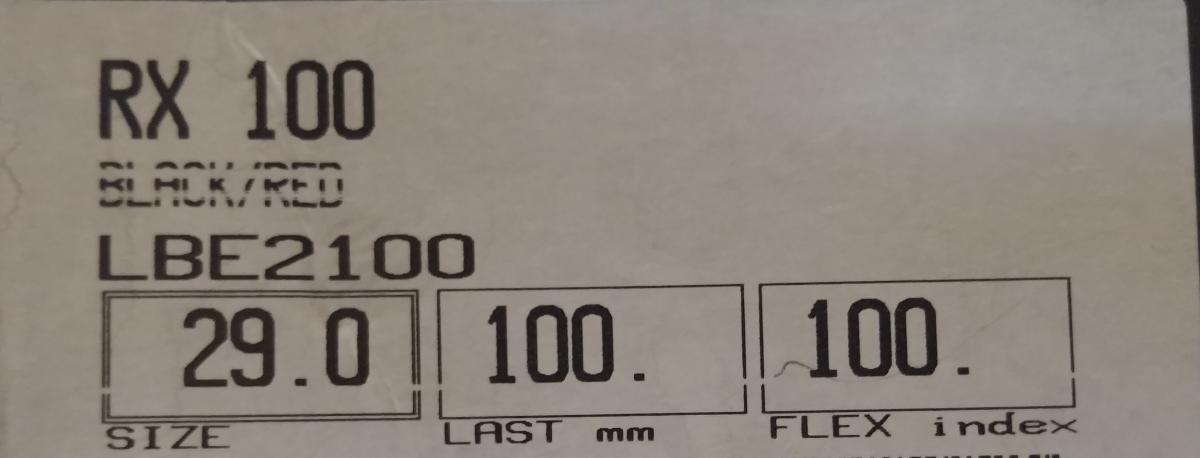 RX 100
BLACK/RED
LBE2100
29.0 100. 100.
SIZE LAST mm FLEX index